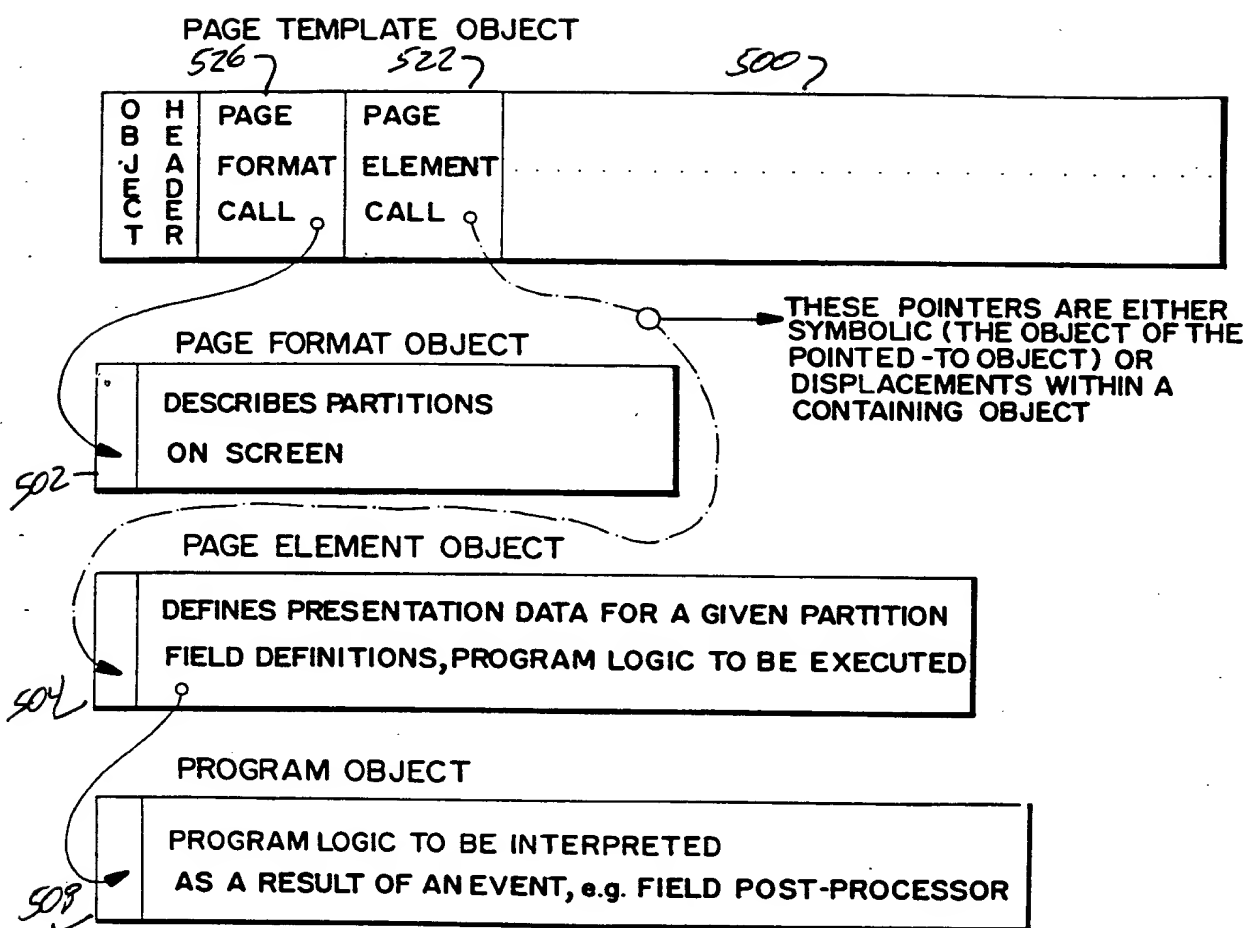 PAGE TEMPLATE OBJECT
526
522
500
OBJECT
HEADER
PAGE
FORMAT
CALL
PAGE
ELEMENT
CALL
THESE POINTERS ARE EITHER
SYMBOLIC (THE OBJECT OF THE
POINTED-TO OBJECT) OR
DISPLACEMENTS WITHIN A
CONTAINING OBJECT
PAGE FORMAT OBJECT
DESCRIBES PARTITIONS
ON SCREEN
502
PAGE ELEMENT OBJECT
DEFINES PRESENTATION DATA FOR A GIVEN PARTITION
FIELD DEFINITIONS, PROGRAM LOGIC TO BE EXECUTED
504
PROGRAM OBJECT
PROGRAM LOGIC TO BE INTERPRETED
AS A RESULT OF AN EVENT, e.g. FIELD POST-PROCESSOR
508